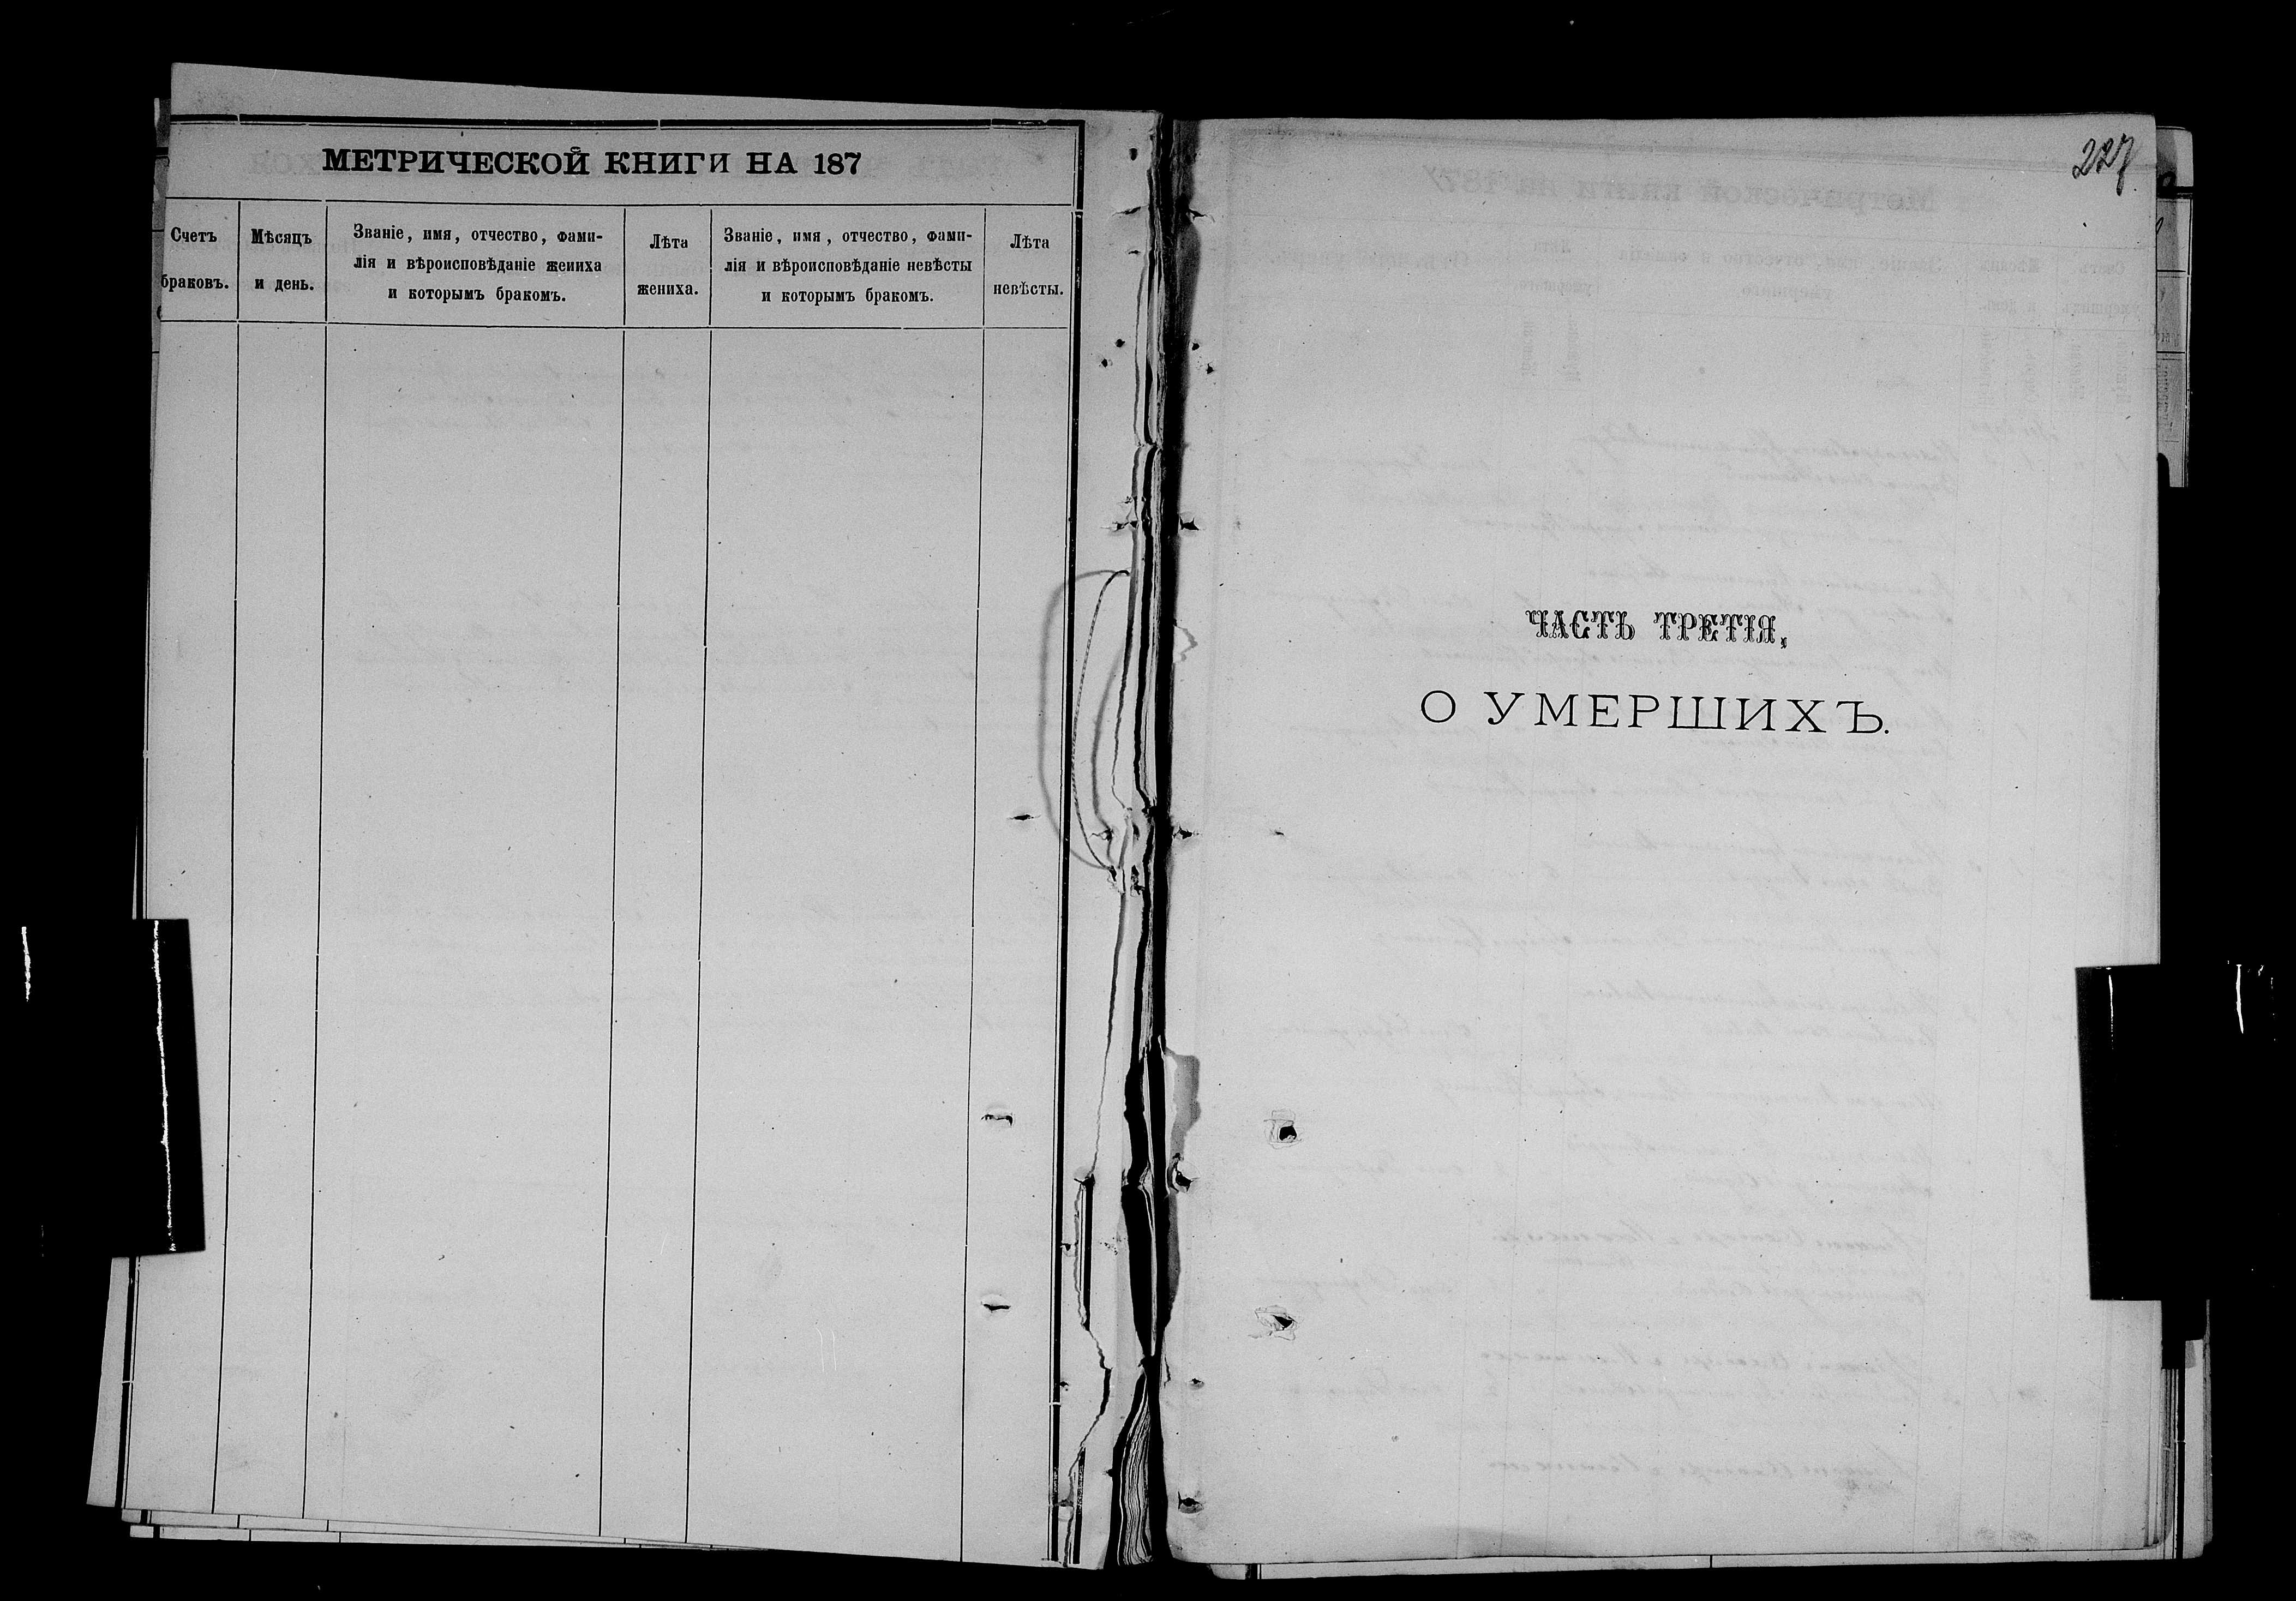 МЕТРИЧЕСКОЙ КНИГИ НА 187
Счетъ
браковъ.
Мѣсяцъ
и день.
Званіе, имя, отчество, фами-
лія и вѣроисповѣданіе жениха
и которымъ бракомъ.
Лѣта
жениха.
Званіе, имя, отчество, фами-
лія и вѣроисповѣданіе невѣсты
и которымъ бракомъ.
Лѣта
невѣсты.
227
ЧАСТЬ ТРЕТІЯ,
О УМЕРШИХЪ.